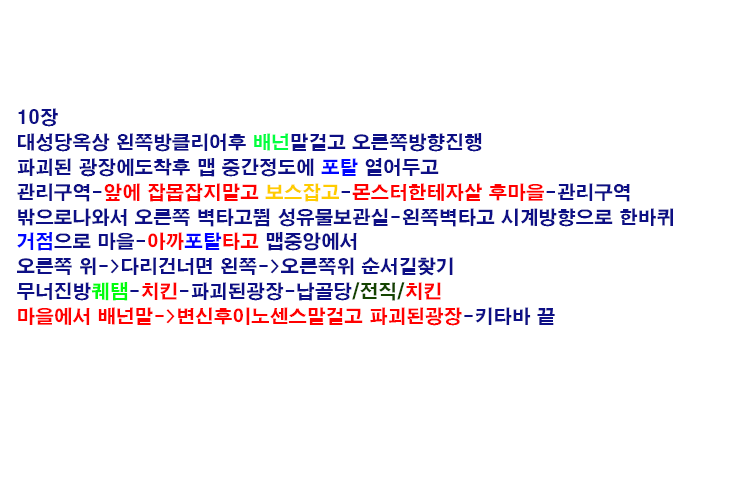 10장
대성당옥상 왼쪽방클리어후 배넌말걸고 오른쪽방향진행
파괴된 광장에도착후 맵 중간정도에 포탈 열어두고
관리구역-앞에 잡몹잡지말고 보스잡고-몬스터한테자살 후마을-관리구역
밖으로나와서 오른쪽 벽타고뜀 성유물보관실-왼쪽벽타고 시계방향으로 한바퀴
거점으로 마을-아까포탈타고 맵중앙에서
오른쪽 위->다리건너면 왼쪽->오른쪽위 순서길찾기
무너진방퀘탬-치킨-파괴된광장-납골당/전직/치킨
마을에서 배넌말->변신후이노센스말걸고 파괴된광장-키타바 끝